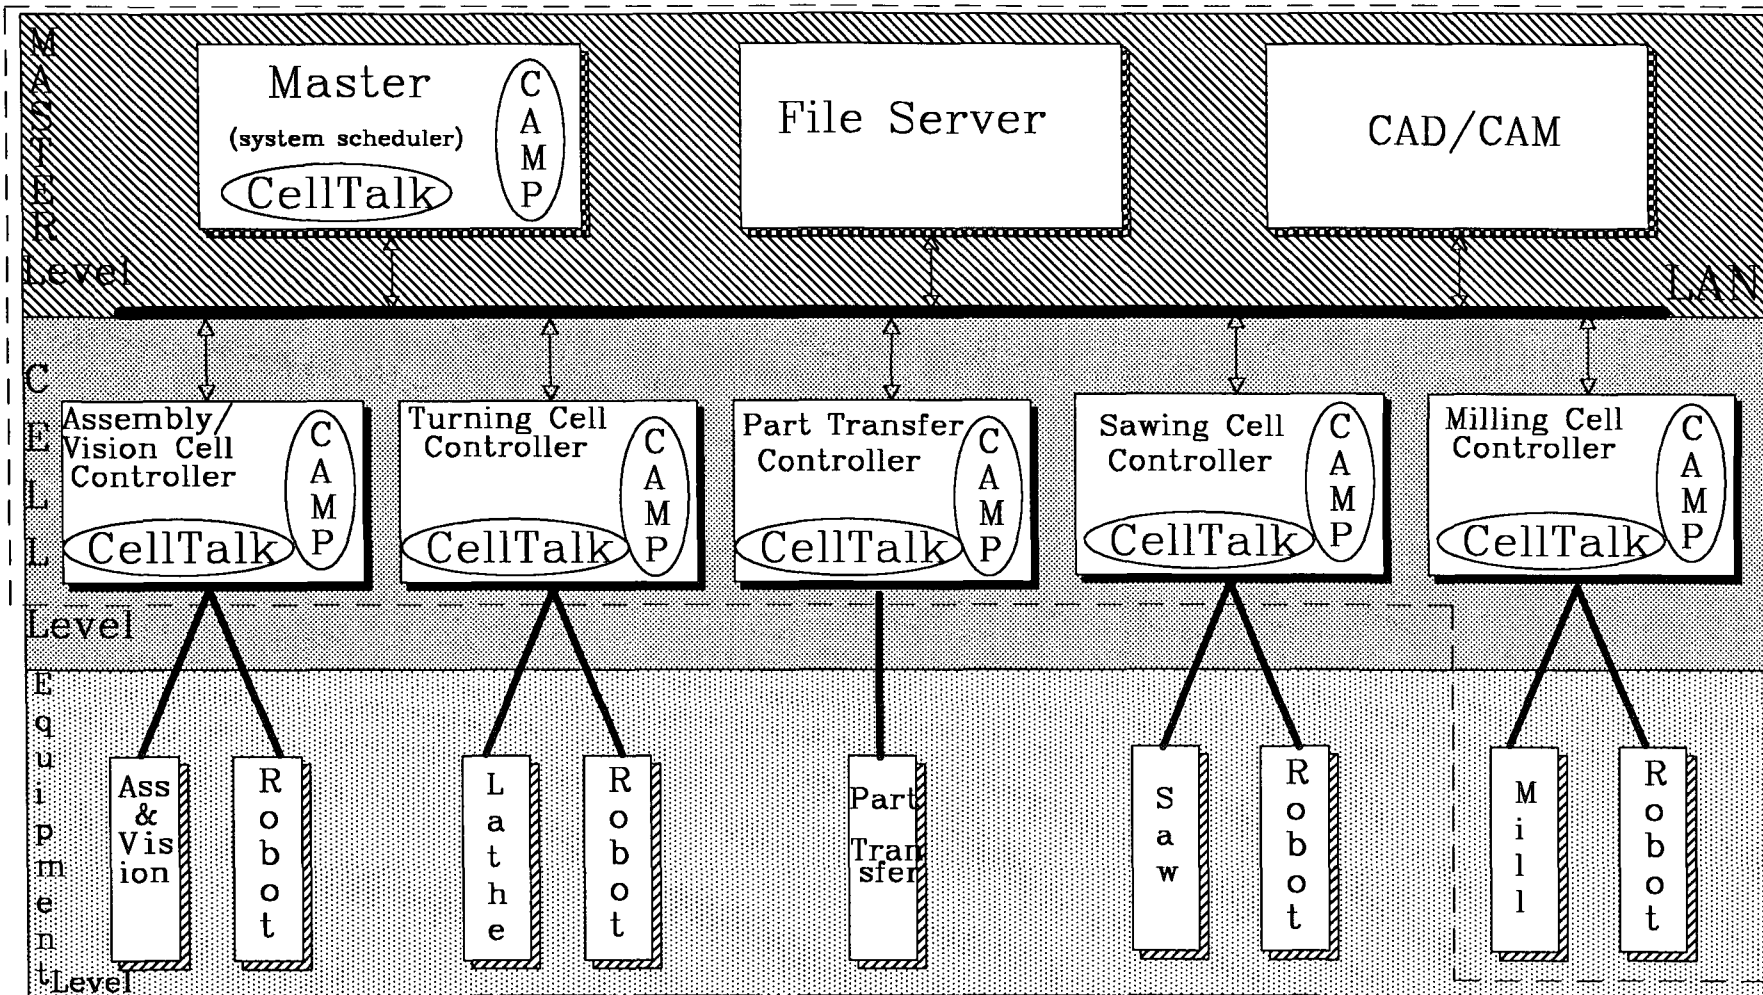 MASTER
Level
Master
(system scheduler)
CellTalk
CAMP
File Server
CAD/CAM
LAN
CELL
Level
Assembly/
Vision Cell
Controller
CellTalk
CAMP
Turning Cell
Controller
CellTalk
CAMP
Part Transfer
Controller
CellTalk
CAMP
Sawing Cell
Controller
CellTalk
CAMP
Milling Cell
Controller
CellTalk
CAMP
Equipment
Level
Ass
&
Vis
ion
Robot
Lathe
Robot
Part
Tran
sfer
Saw
Robot
Mill
Robot